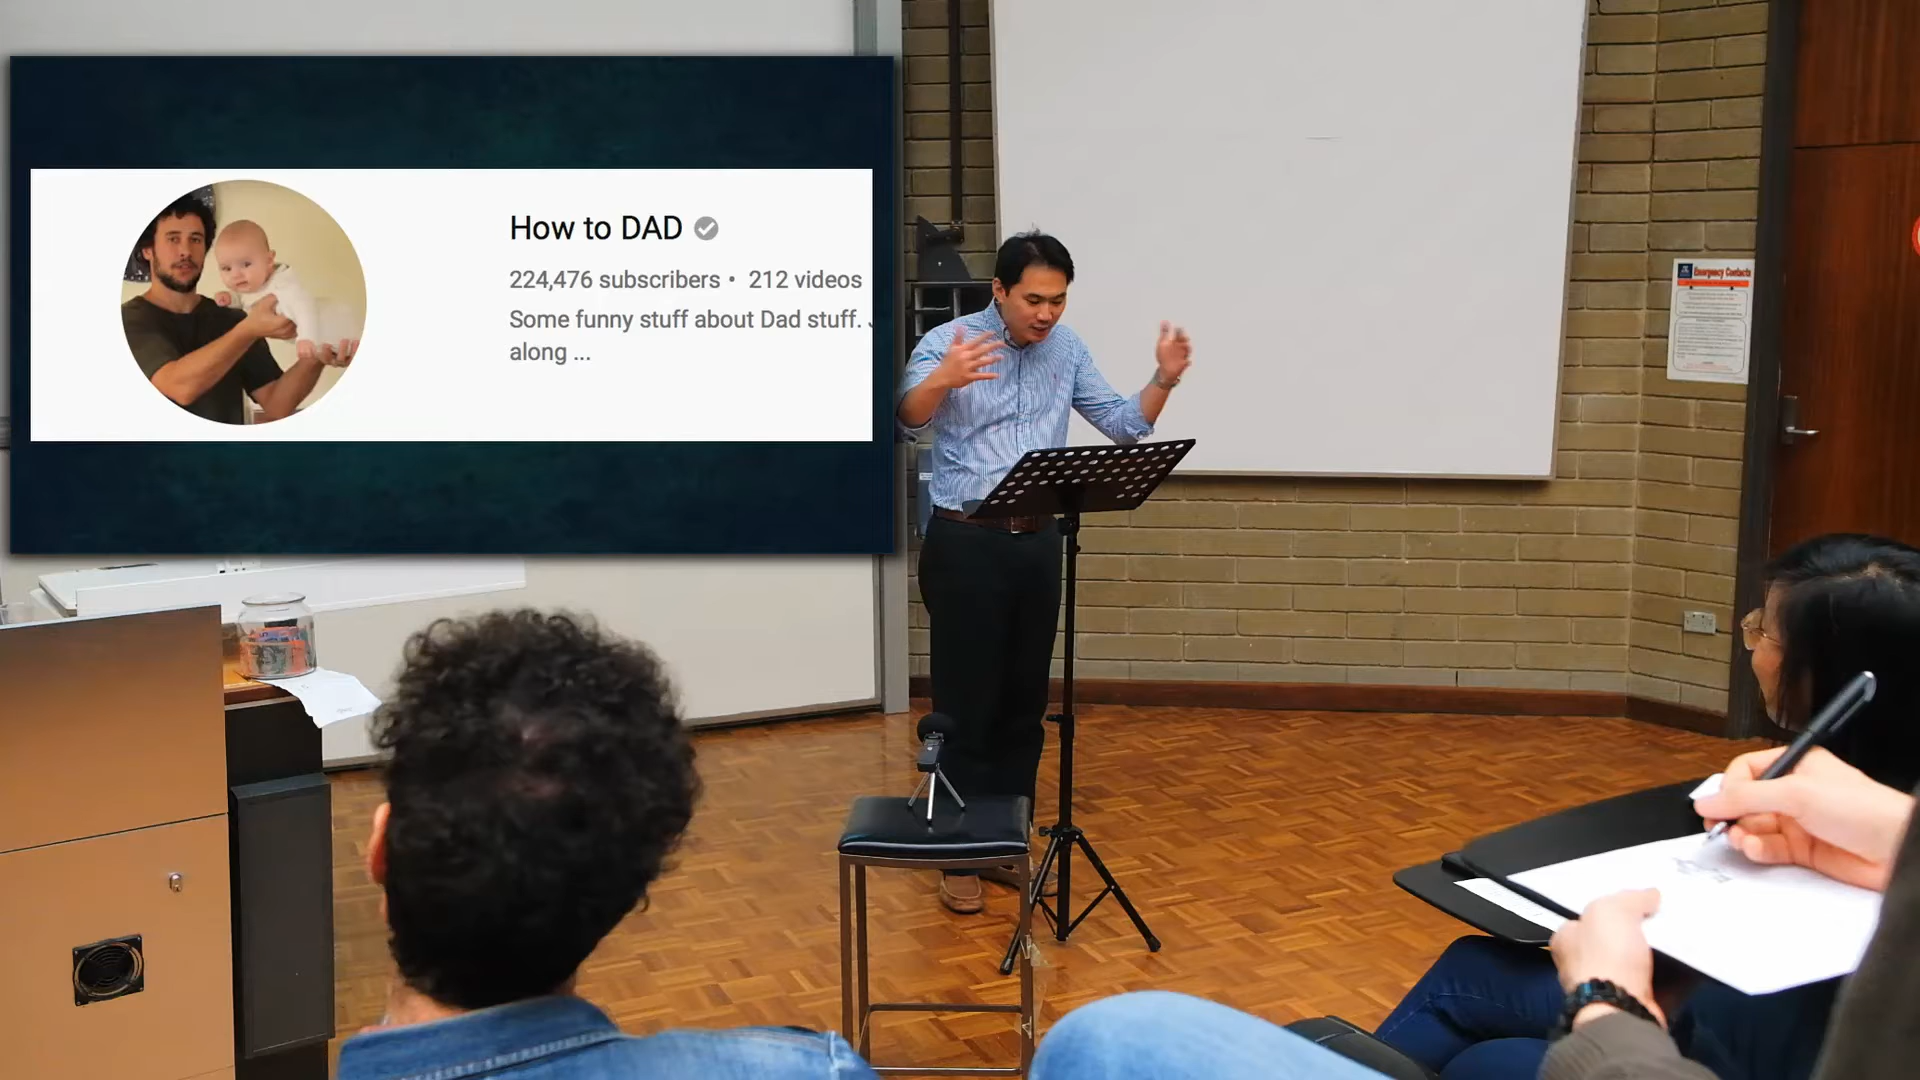 How to DAD
224,476 subscribers • 212 videos
Some funny stuff about Dad stuff.
along ...
Emergency Contacts